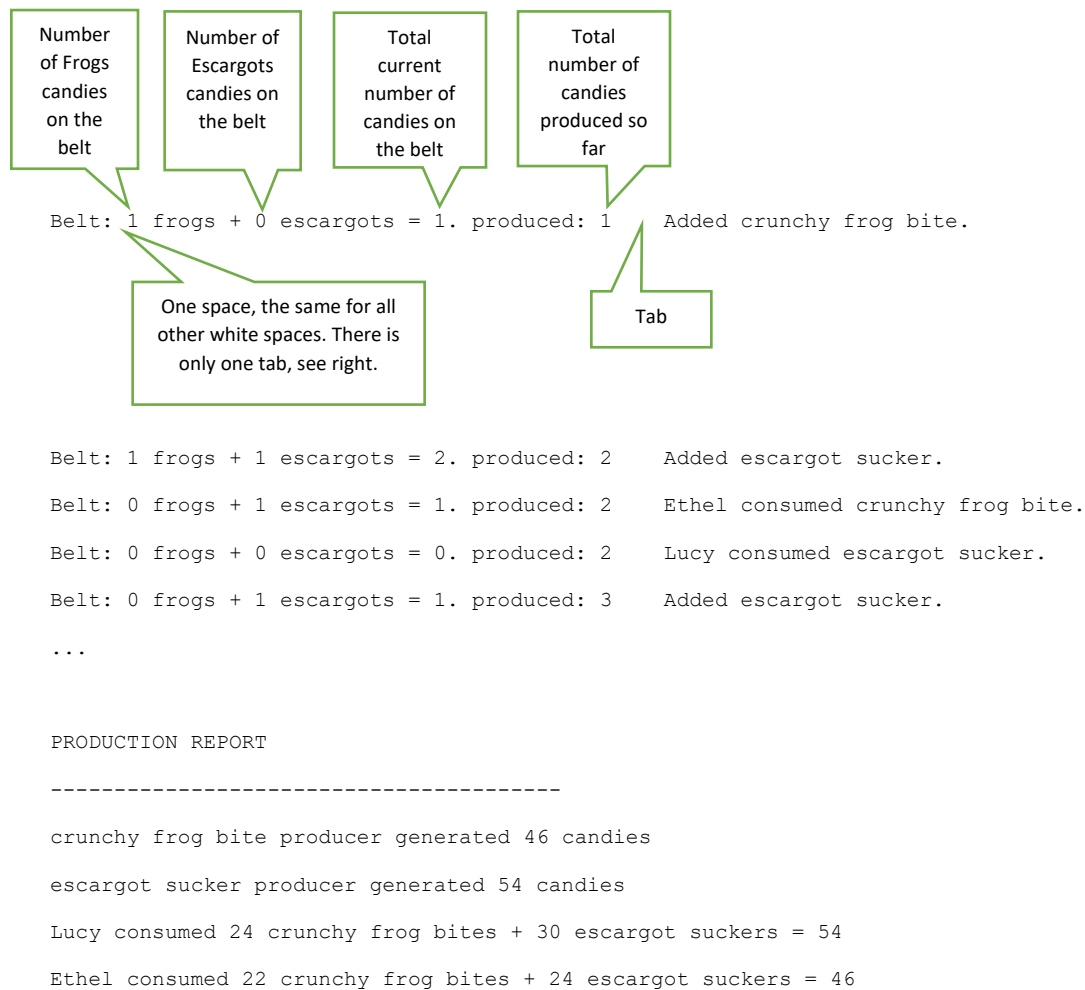 Number
of Frogs
candies
on the
belt
Number of
Escargots
candies on
the belt
Total
current
number of
candies on
the belt
Total
number of
candies
produced so
far
Belt: 1 frogs + 0 escargots = 1. produced: 1	Added crunchy frog bite.
One space, the same for all
other white spaces. There is
only one tab, see right.
Tab
Belt: 1 frogs + 1 escargots = 2. produced: 2	Added escargot sucker.
Belt: 0 frogs + 1 escargots = 1. produced: 2	Ethel consumed crunchy frog bite.
Belt: 0 frogs + 0 escargots = 0. produced: 2	Lucy consumed escargot sucker.
Belt: 0 frogs + 1 escargots = 1. produced: 3	Added escargot sucker.
...
PRODUCTION REPORT
----------------------------------------
crunchy frog bite producer generated 46 candies
escargot sucker producer generated 54 candies
Lucy consumed 24 crunchy frog bites + 30 escargot suckers = 54
Ethel consumed 22 crunchy frog bites + 24 escargot suckers = 46